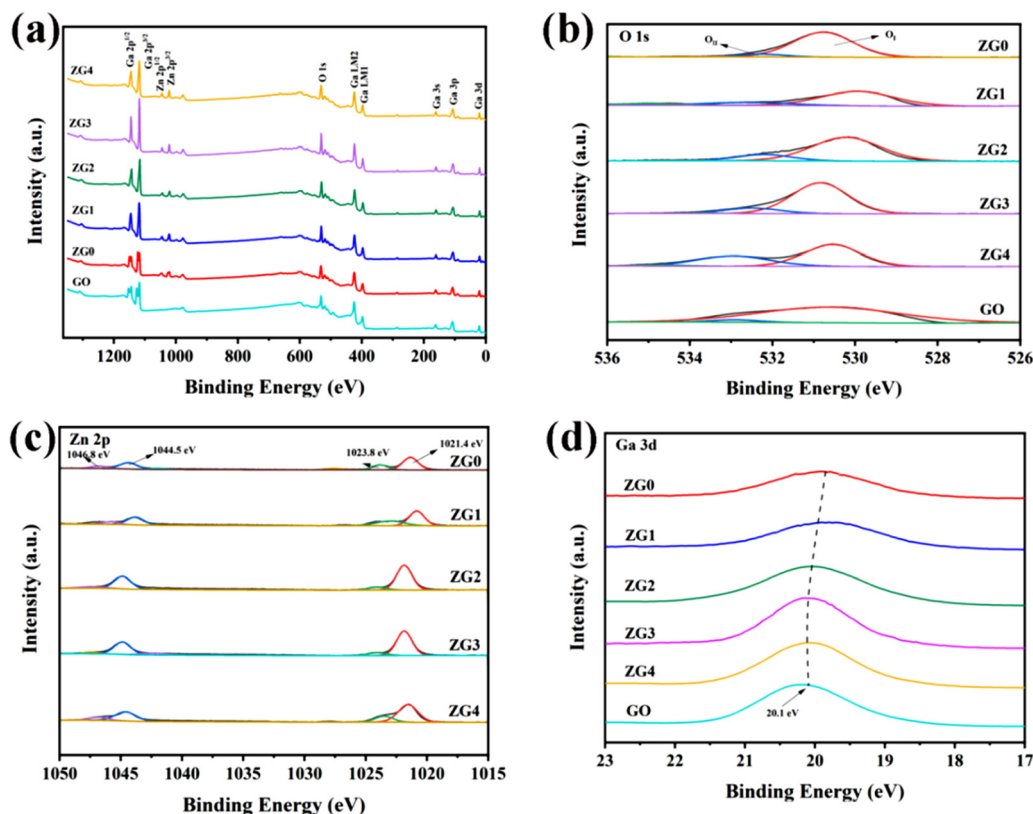 (a)
Ga 2p1/2
Ga 2p3/2
Zn 2p1/2
Zn 2p3/2
O 1s
Ga LM2
Ga LM1
Ga 3s
Ga 3p
Ga 3d
ZG4
ZG3
ZG2
ZG1
ZG0
GO
Intensity (a.u.)
1200 1000 800 600 400 200 0
Binding Energy (eV)
(b)
O 1s
OII
OI
ZG0
ZG1
ZG2
ZG3
ZG4
GO
Intensity (a.u.)
536 534 532 530 528 526
Binding Energy (eV)
(c)
Zn 2p
1046.8 eV
1044.5 eV
1023.8 eV
1021.4 eV
ZG0
ZG1
ZG2
ZG3
ZG4
Intensity (a.u.)
1050 1045 1040 1035 1030 1025 1020 1015
Binding Energy (eV)
(d)
Ga 3d
ZG0
ZG1
ZG2
ZG3
ZG4
GO
20.1 eV
Intensity (a.u.)
23 22 21 20 19 18 17
Binding Energy (eV)